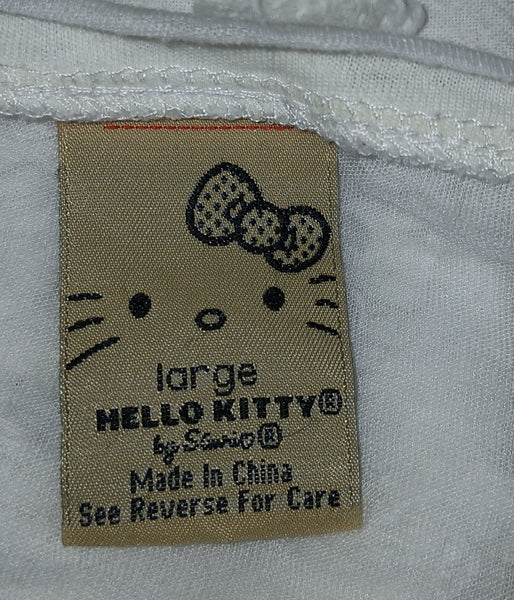 large
HELLO KITTY®
by Sanrio®
Made In China
See Reverse For Care